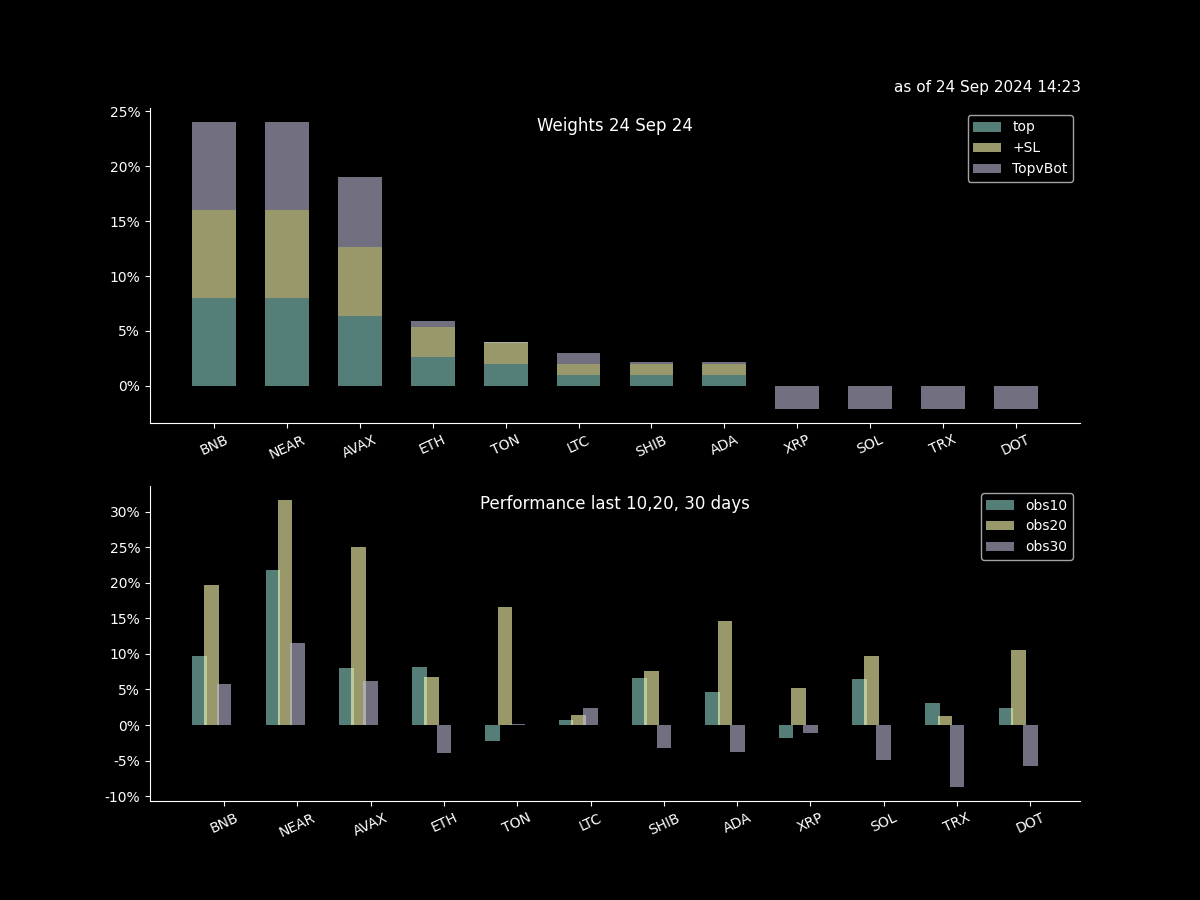 as of 24 Sep 2024 14:23
Weights 24 Sep 24
top
+SL
TopvBot
25%
20%
15%
10%
5%
0%
BNB NEAR AVAX ETH TON LTC SHIB ADA XRP SOL TRX DOT
Performance last 10,20, 30 days
obs10
obs20
obs30
30%
25%
20%
15%
10%
5%
0%
-5%
-10%
BNB NEAR AVAX ETH TON LTC SHIB ADA XRP SOL TRX DOT